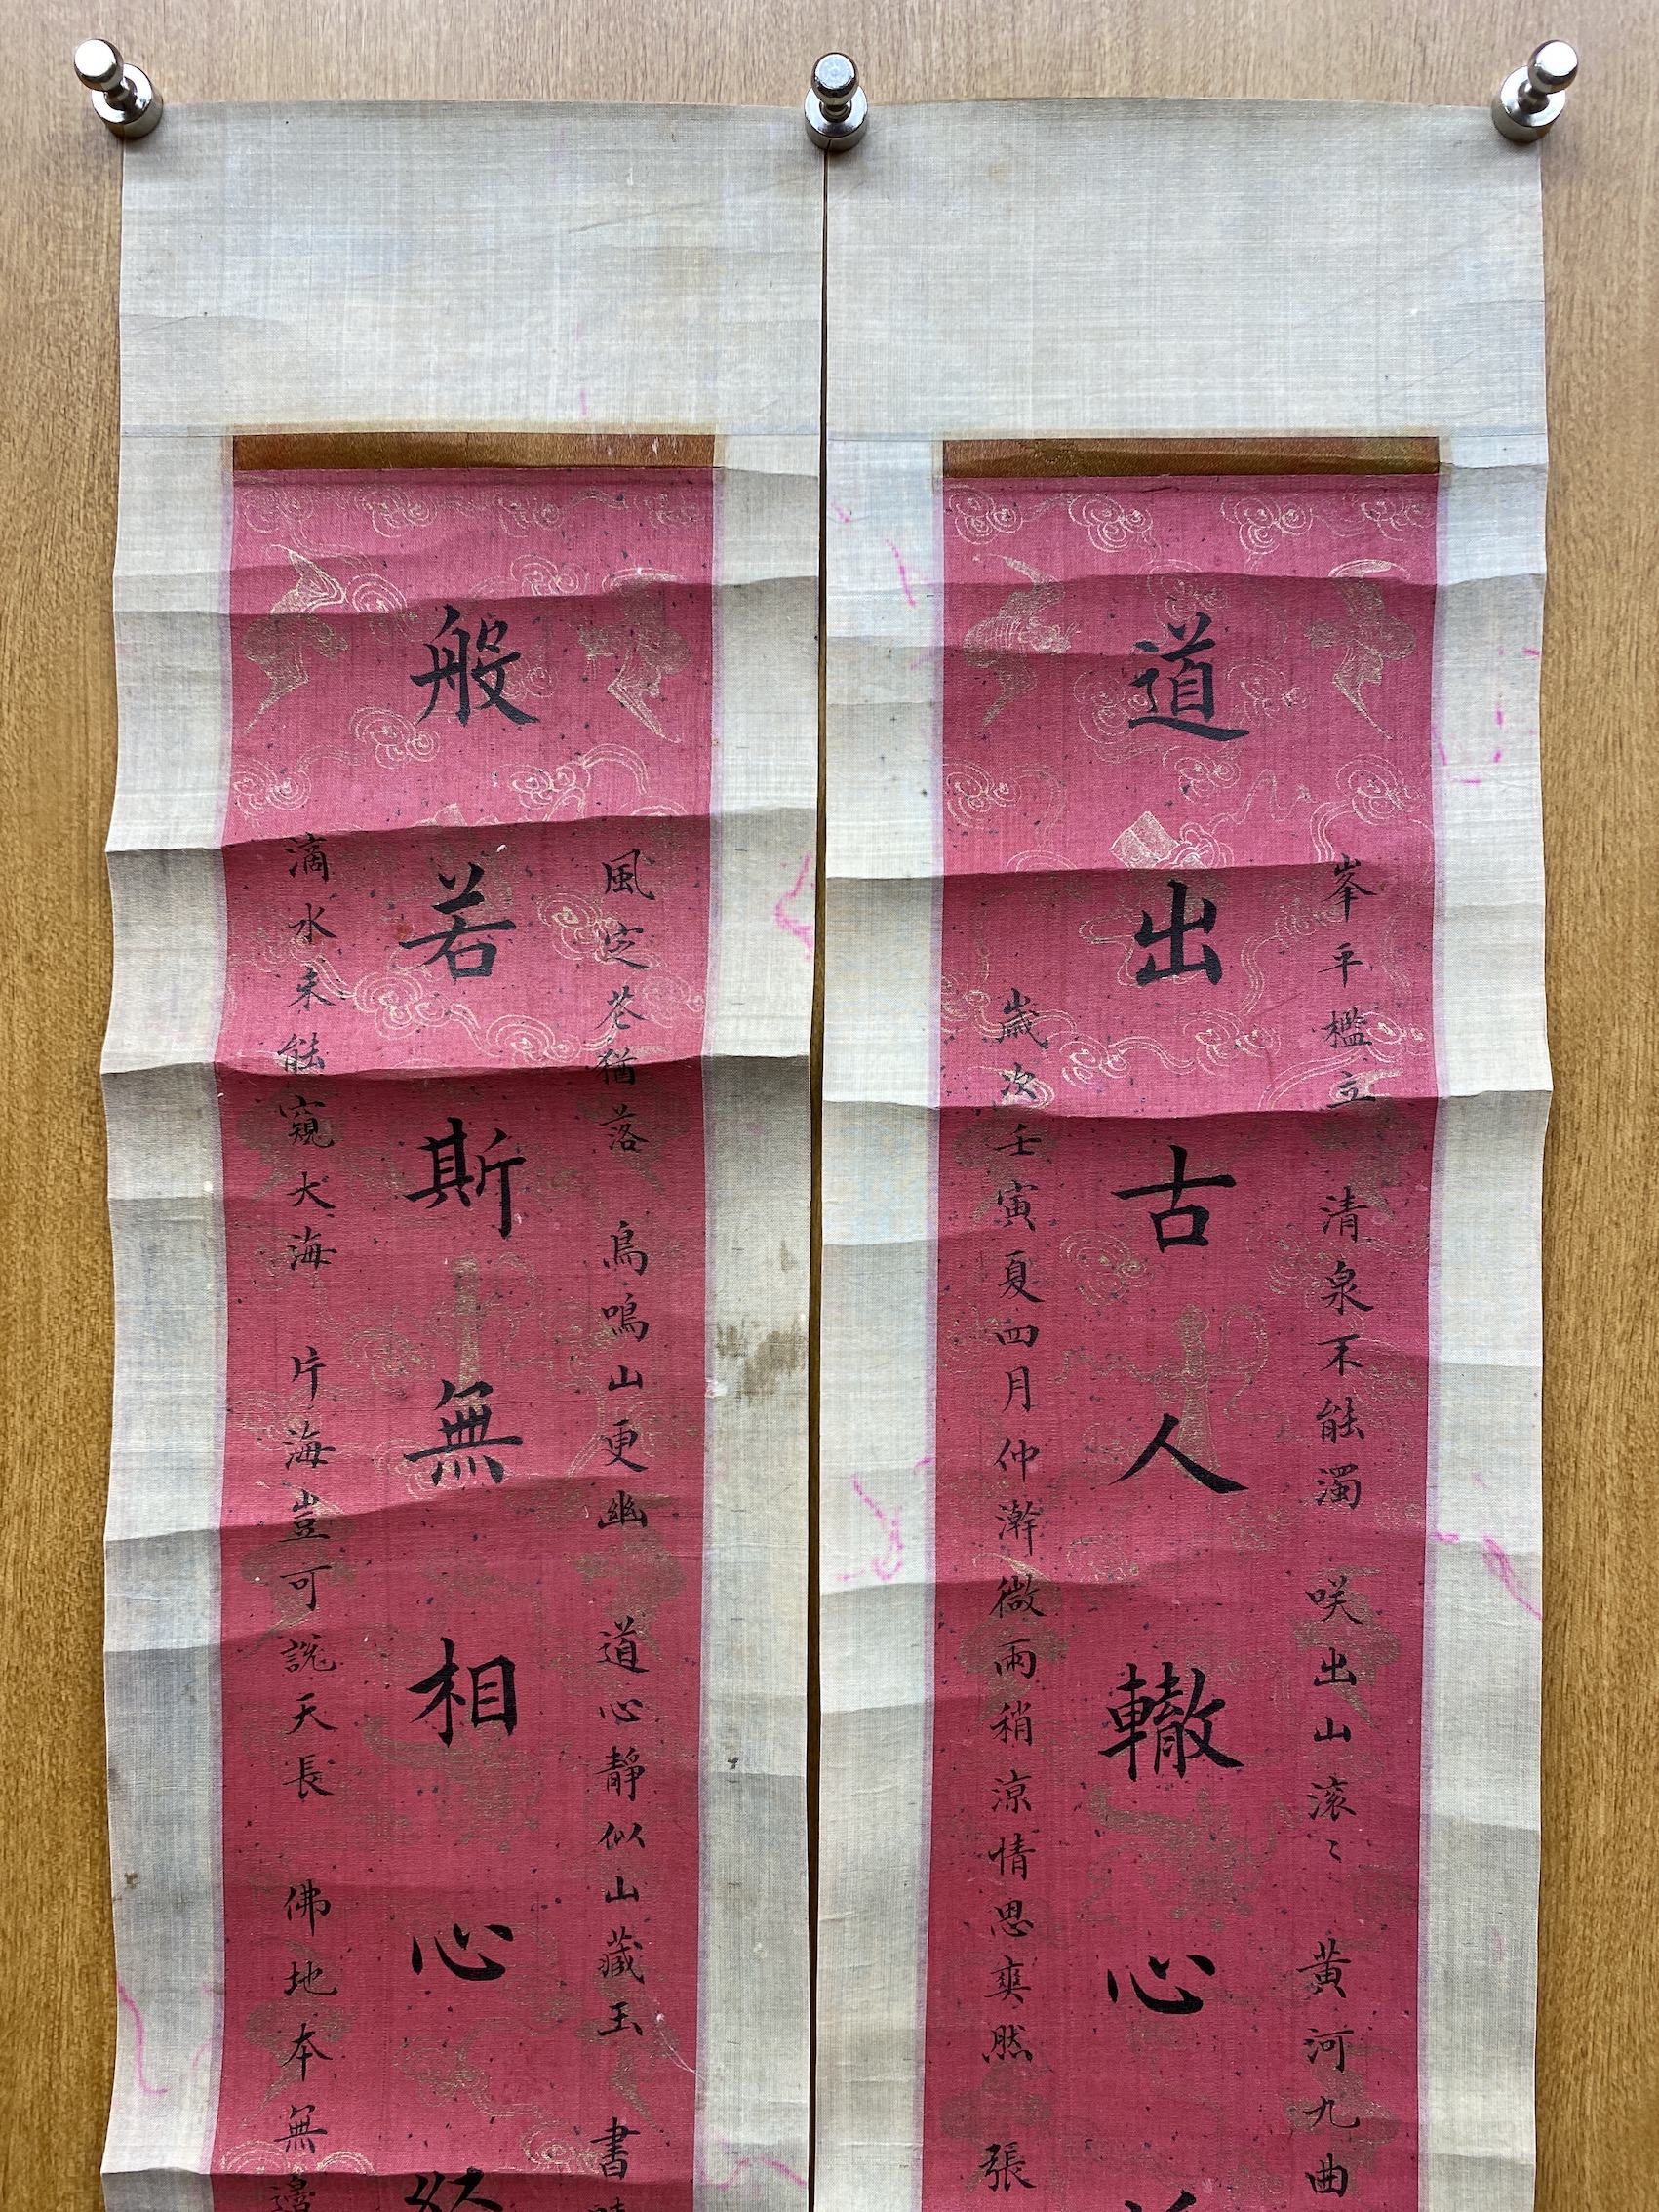 峯平檻立 清泉不能濁 咲出山滚〻 黄河九曲
道出古人轍心
歲次壬寅夏四月仲澣微雨稍涼情思爽然 張
風定花猶落 鳥鳴山更幽 道心靜似山藏玉 書
般若斯無相心經
滴水未能窺大海 片海豈可說天長 佛地本無邊